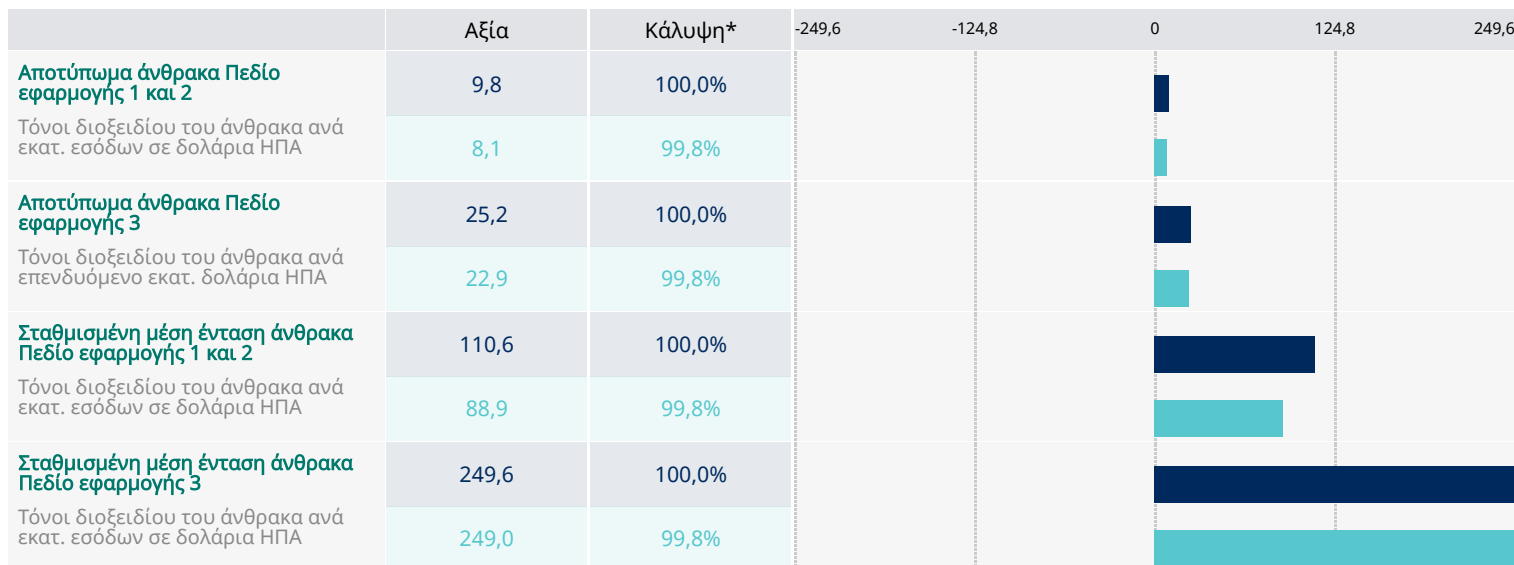 Αξία Κάλυψη* -249,6 -124,8 0 124,8 249,6
Αποτύπωμα άνθρακα Πεδίο
εφαρμογής 1 και 2
9,8 100,0%
Τόνοι διοξειδίου του άνθρακα ανά
εκατ. εσόδων σε δολάρια ΗΠΑ
8,1 99,8%
Αποτύπωμα άνθρακα Πεδίο
εφαρμογής 3
25,2 100,0%
Τόνοι διοξειδίου του άνθρακα ανά
επενδυόμενο εκατ. δολάρια ΗΠΑ
22,9 99,8%
Σταθμισμένη μέση ένταση άνθρακα
Πεδίο εφαρμογής 1 και 2
110,6 100,0%
Τόνοι διοξειδίου του άνθρακα ανά
εκατ. εσόδων σε δολάρια ΗΠΑ
88,9 99,8%
Σταθμισμένη μέση ένταση άνθρακα
Πεδίο εφαρμογής 3
249,6 100,0%
Τόνοι διοξειδίου του άνθρακα ανά
εκατ. εσόδων σε δολάρια ΗΠΑ
249,0 99,8%